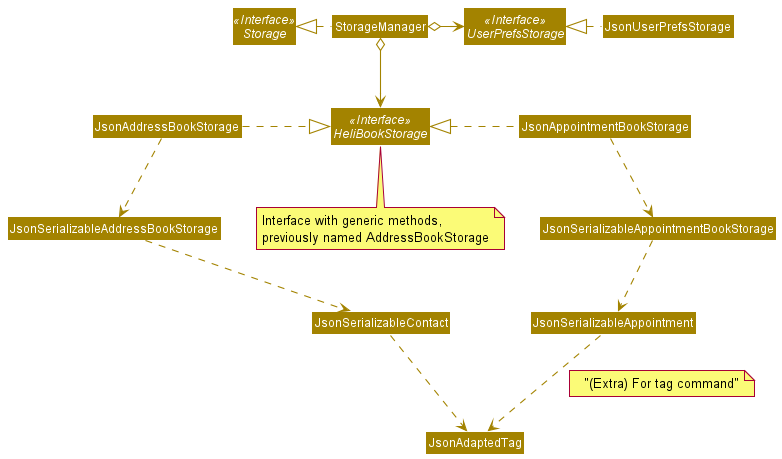 «Interface»
Storage
StorageManager
«Interface»
UserPrefsStorage
JsonUserPrefsStorage
JsonAddressBookStorage
«Interface»
HeliBookStorage
JsonAppointmentBookStorage
JsonSerializableAddressBookStorage
Interface with generic methods,
previously named AddressBookStorage
JsonSerializableAppointmentBookStorage
JsonSerializableContact
JsonSerializableAppointment
"(Extra) For tag command"
JsonAdaptedTag